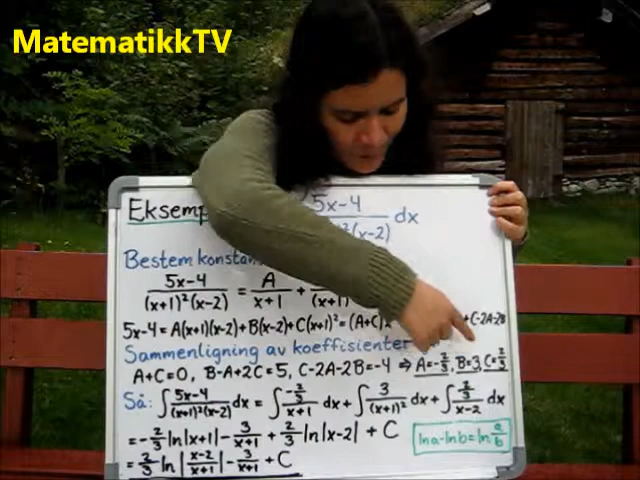 MatematikkTV
5x-4
dx
(x-2)
Bestem
5x-4/((x+1)²(x-2)) = A/(x+1) +
5x-4 = A(x+1)(x-2)+B(x-2)+C(x+1)² = (A+C)x +C-2A-2B
Sammenligning av koeffisienter
A+C=0, B-A+2C=5, C-2A-2B=-4 ⇒ A=-2/3, B=3, C=2/3
Så: ∫(5x-4)/((x+1)²(x-2))dx = ∫(-2/3)/(x+1) dx + ∫3/(x+1)² dx + ∫(2/3)/(x-2) dx
= -2/3 ln|x+1| - 3/(x+1) + 2/3 ln|x-2| + C
ln a - ln b = ln a/b
= 2/3 ln|(x-2)/(x+1)| - 3/(x+1) + C